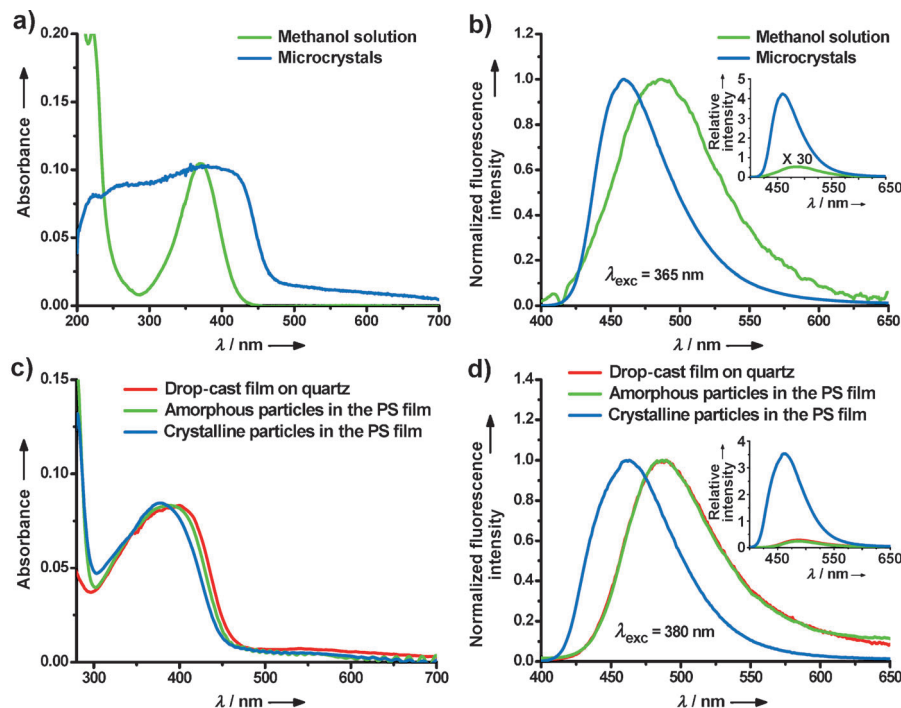 a)
Absorbance
0.20
0.15
0.10
0.05
0.00
Methanol solution
Microcrystals
200 300 400 500 600 700
λ / nm
b)
Normalized fluorescence
intensity
1.2
1.0
0.8
0.6
0.4
0.2
0.0
Methanol solution
Microcrystals
Relative
intensity
5
4
3
2
1
0
X 30
450 550 650
λ / nm
λexc = 365 nm
400 450 500 550 600 650
λ / nm
c)
Absorbance
0.15
0.10
0.05
0.00
Drop-cast film on quartz
Amorphous particles in the PS film
Crystalline particles in the PS film
300 400 500 600 700
λ / nm
d)
Normalized fluorescence
intensity
1.4
1.2
1.0
0.8
0.6
0.4
0.2
0.0
Drop-cast film on quartz
Amorphous particles in the PS film
Crystalline particles in the PS film
Relative
intensity
4
3
2
1
0
450 550 650
λ / nm
λexc = 380 nm
400 450 500 550 600 650
λ / nm